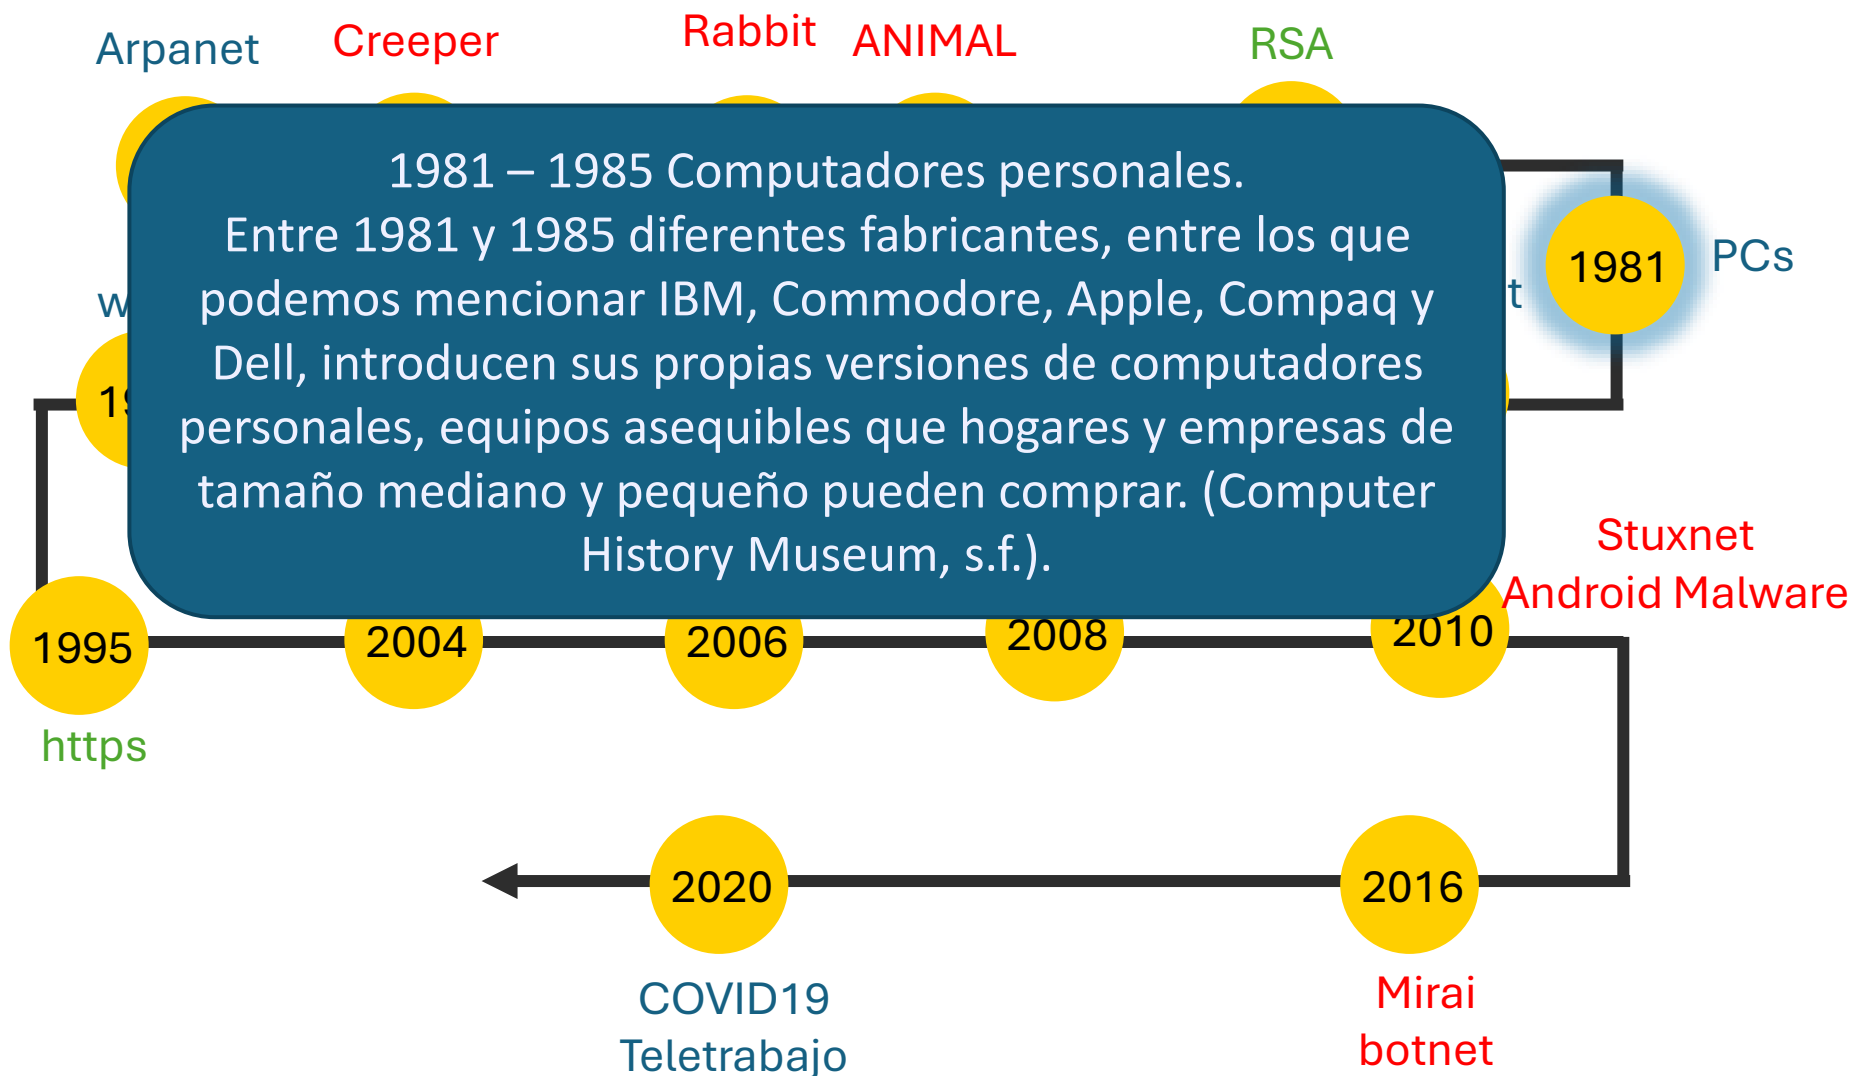 Arpanet
Creeper
Rabbit
ANIMAL
RSA
1981 – 1985 Computadores personales.
Entre 1981 y 1985 diferentes fabricantes, entre los que
podemos mencionar IBM, Commodore, Apple, Compaq y
Dell, introducen sus propias versiones de computadores
personales, equipos asequibles que hogares y empresas de
tamaño mediano y pequeño pueden comprar. (Computer
History Museum, s.f.).
1981
PCs
Stuxnet
Android Malware
1995
2004
2006
2008
2010
https
2020
2016
COVID19
Teletrabajo
Mirai
botnet